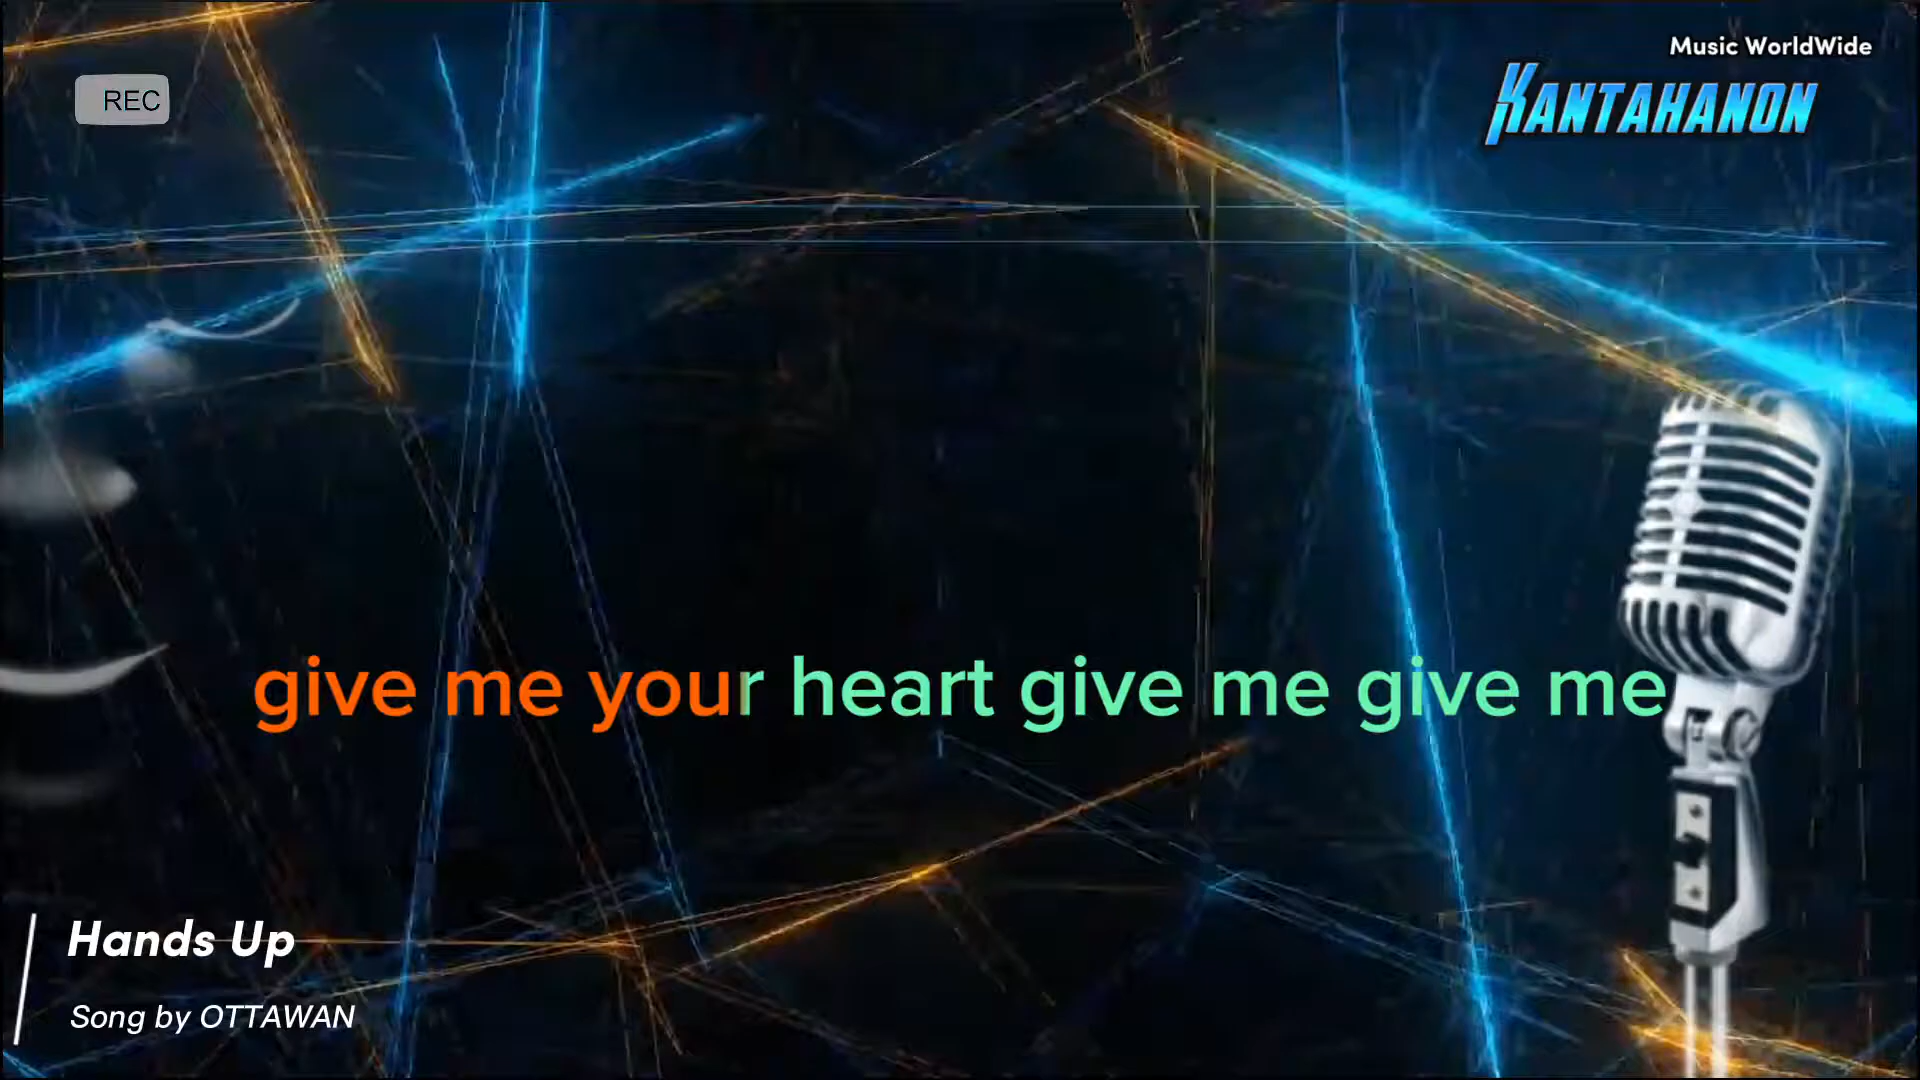 Music WorldWide
KANTAHANON
REC
give me your heart give me give me
Hands Up
Song by OTTAWAN